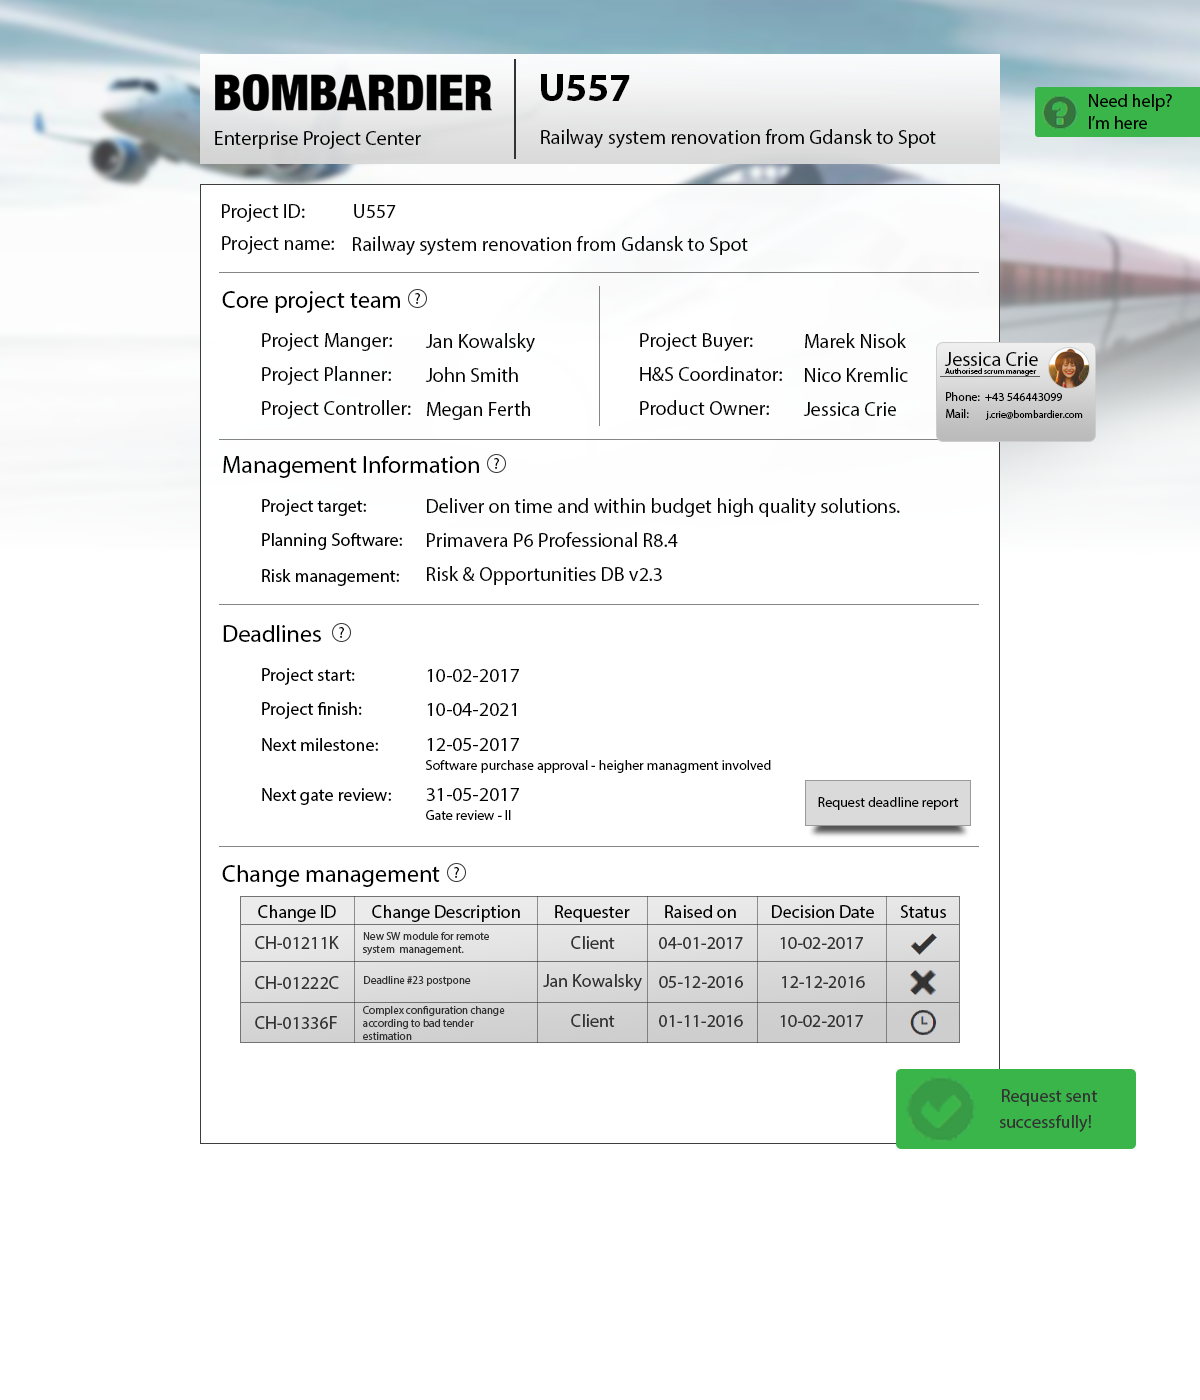 BOMBARDIER
Enterprise Project Center
U557
Railway system renovation from Gdansk to Spot
Need help?
I'm here
Project ID: U557
Project name: Railway system renovation from Gdansk to Spot
Core project team ?
Project Manger: Jan Kowalsky
Project Planner: John Smith
Project Controller: Megan Ferth
Project Buyer: Marek Nisok
H&S Coordinator: Nico Kremlic
Product Owner: Jessica Crie
Jessica Crie
Authorised scrum manager
Phone: +43 546443099
Mail: j.crie@bombardier.com
Management Information ?
Project target: Deliver on time and within budget high quality solutions.
Planning Software: Primavera P6 Professional R8.4
Risk management: Risk & Opportunities DB v2.3
Deadlines ?
Project start: 10-02-2017
Project finish: 10-04-2021
Next milestone: 12-05-2017
Software purchase approval - heigher managment involved
Next gate review: 31-05-2017
Gate review - II
Request deadline report
Change management ?
Change ID Change Description Requester Raised on Decision Date Status
CH-01211K New SW module for remote
system management. Client 04-01-2017 10-02-2017
CH-01222C Deadline #23 postpone Jan Kowalsky 05-12-2016 12-12-2016
CH-01336F Complex configuration change
according to bad tender
estimation Client 01-11-2016 10-02-2017
Request sent
successfully!